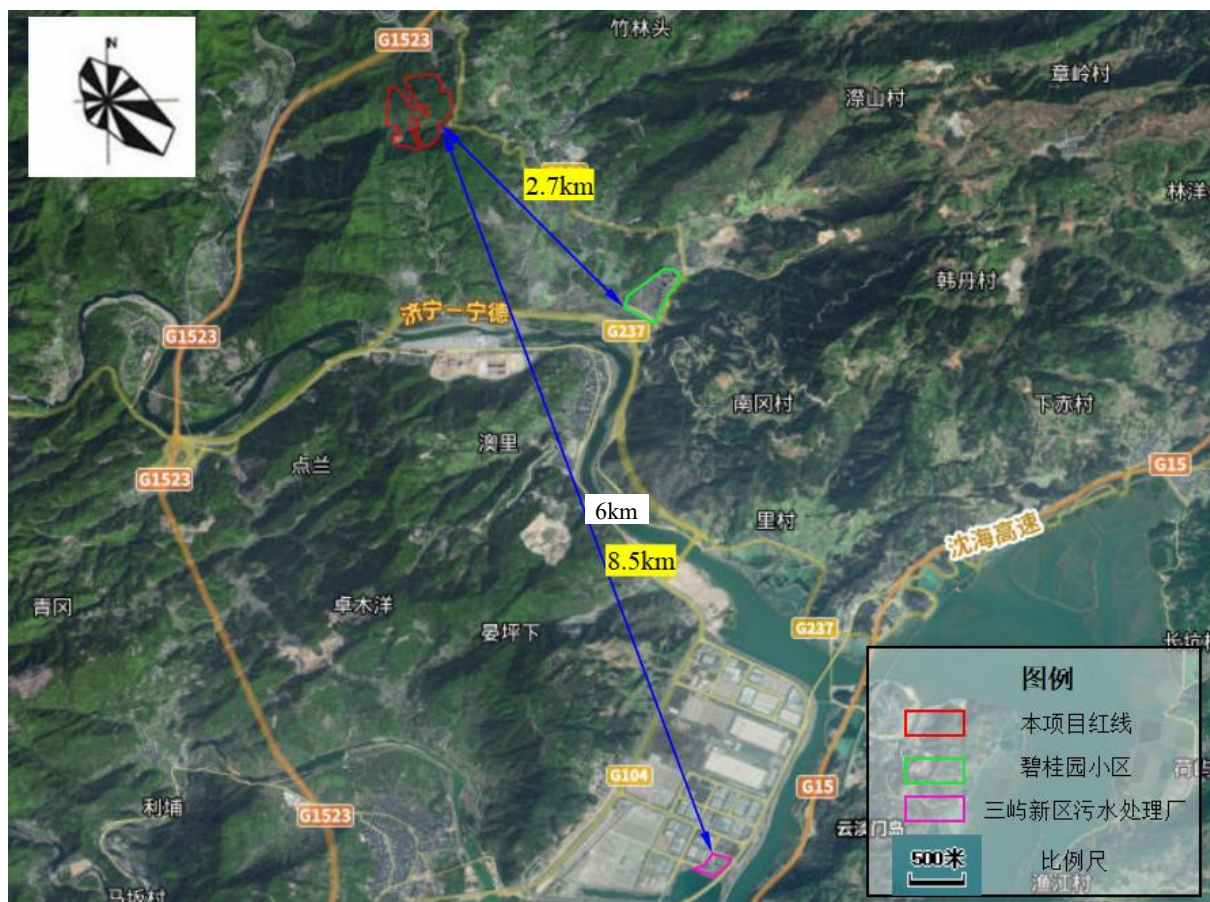 N
G1523
竹林头
章岭村
漈山村
2.7km
林洋
韩丹村
济宁—宁德
G1523
G237
南冈村
下赤村
澳里
点兰
G15
G1523
6km
里村
沈海高速
8.5km
青冈
卓木洋
晏坪下
G237
长坑村
图例
本项目红线
G104
G15
碧桂园小区
荷屿
利埔
G1523
三屿新区污水处理厂
云淡门岛
500米
比例尺
渔江村
马坂村